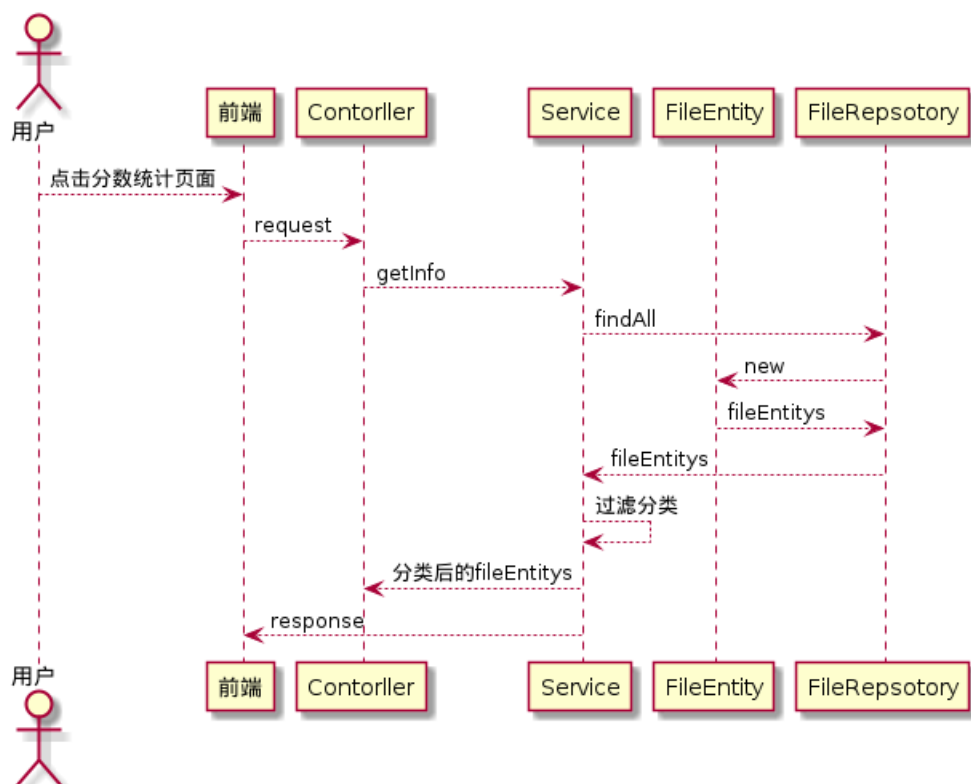 用户
前端
Contorller
Service
FileEntity
FileRepsotory
点击分数统计页面
request
getInfo
findAll
new
fileEntitys
fileEntitys
过滤分类
分类后的fileEntitys
response
用户
前端
Contorller
Service
FileEntity
FileRepsotory